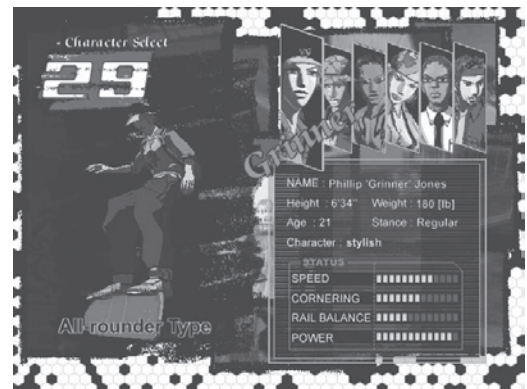 - Character Select
29
Grinner
NAME : Phillip 'Grinner' Jones
Height : 6'34" Weight : 180 [lb]
Age : 21 Stance : Regular
Character : stylish
STATUS
SPEED
CORNERING
RAIL BALANCE
POWER
All-rounder Type